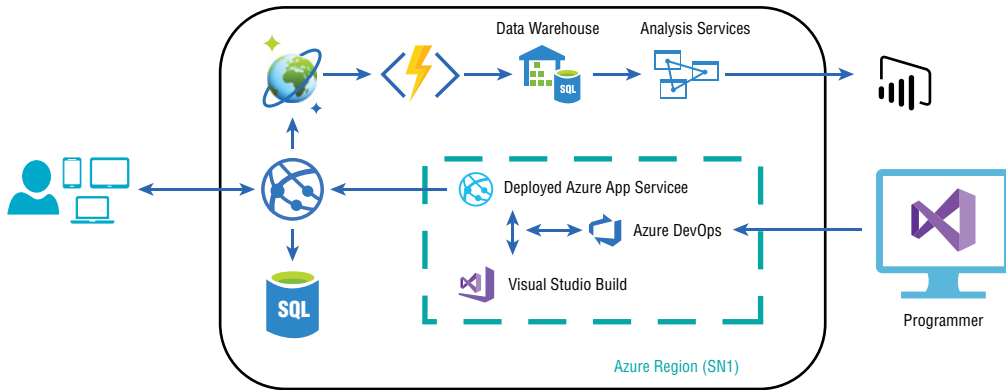 Data Warehouse
Analysis Services
SQL
Deployed Azure App Servicee
Azure DevOps
SQL
Visual Studio Build
Programmer
Azure Region (SN1)